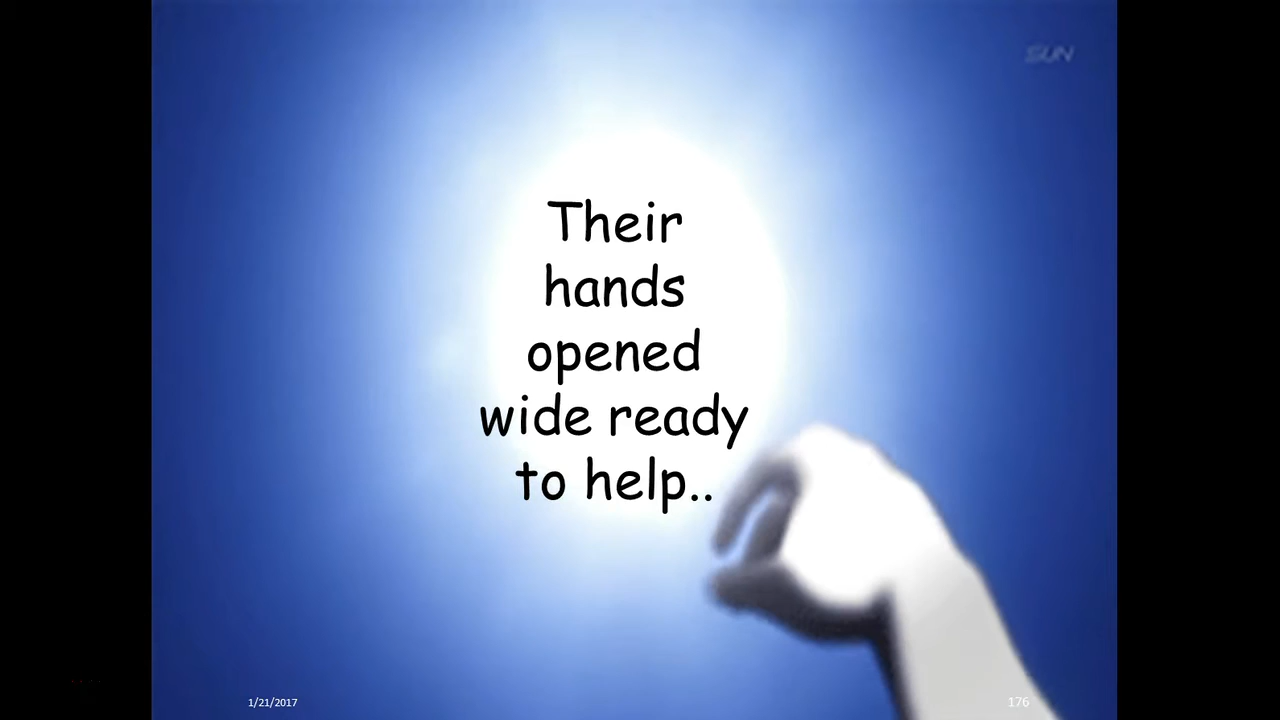 SUN
Their
hands
opened
wide ready
to help..
1/21/2017
176